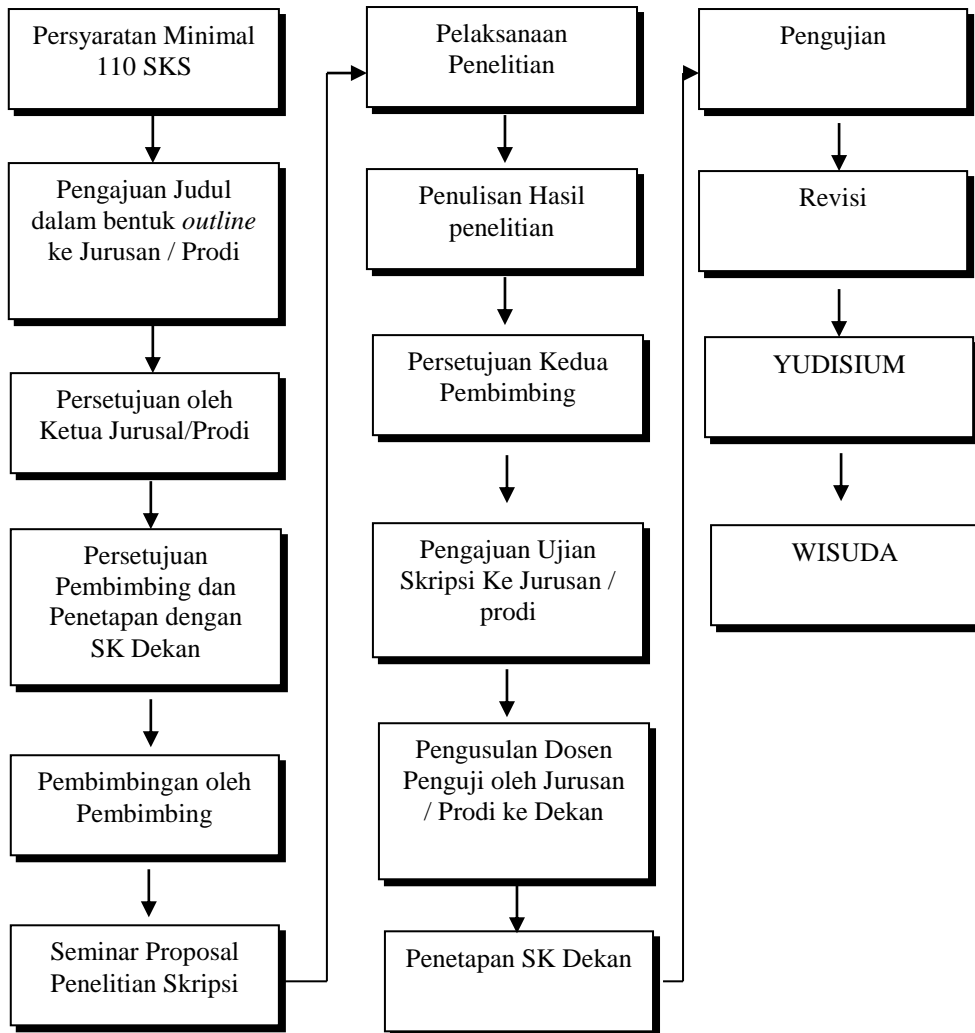 Persyaratan Minimal
110 SKS
Pengajuan Judul
dalam bentuk outline
ke Jurusan / Prodi
Persetujuan oleh
Ketua Jurusal/Prodi
Persetujuan
Pembimbing dan
Penetapan dengan
SK Dekan
Pembimbingan oleh
Pembimbing
Seminar Proposal
Penelitian Skripsi
Pelaksanaan
Penelitian
Penulisan Hasil
penelitian
Persetujuan Kedua
Pembimbing
Pengajuan Ujian
Skripsi Ke Jurusan /
prodi
Pengusulan Dosen
Penguji oleh Jurusan
/ Prodi ke Dekan
Penetapan SK Dekan
Pengujian
Revisi
YUDISIUM
WISUDA